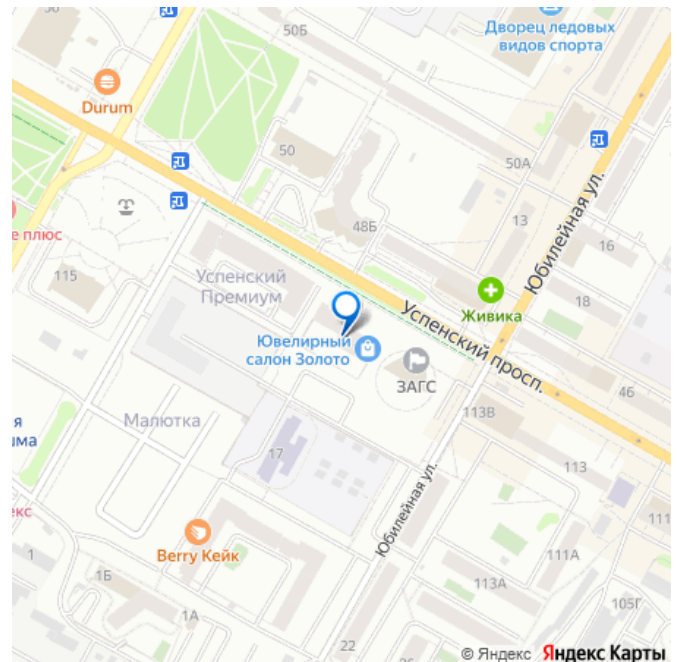 50Б
Дворец ледовых
видов спорта
Durum
50
50А
48Б
13
16
Юбилейная ул.
е плюс
115
Успенский
Премиум
18
Живика
Успенский просп.
Ювелирный
салон Золото
ЗАГС
46
113В
я
ıма
Малютка
17
113
111
екс
Юбилейная ул.
Berry Кейк
1
1Б
1А
111А
113А
105Г
22
© Яндекс Яндекс Карты